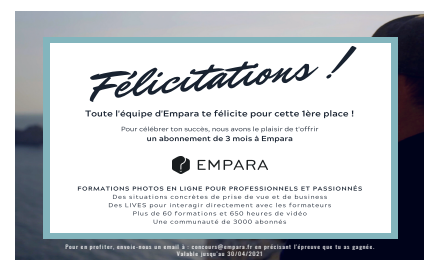 Félicitations !
Toute l'équipe d'Empara te félicite pour cette 1ère place !
Pour célébrer ton succès, nous avons le plaisir de t'offrir
un abonnement de 3 mois à Empara
EMPARA
FORMATIONS PHOTOS EN LIGNE POUR PROFESSIONNELS ET PASSIONNÉS
Des situations concrètes de prise de vue et de business
Des LIVES pour interagir directement avec les formateurs
Plus de 60 formations et 650 heures de vidéo
Une communauté de 3000 abonnés
Pour en profiter, envoie-nous un email à : concours@empara.fr en précisant l'épreuve que tu as gagnée.
Valable jusqu'au 30/04/2021